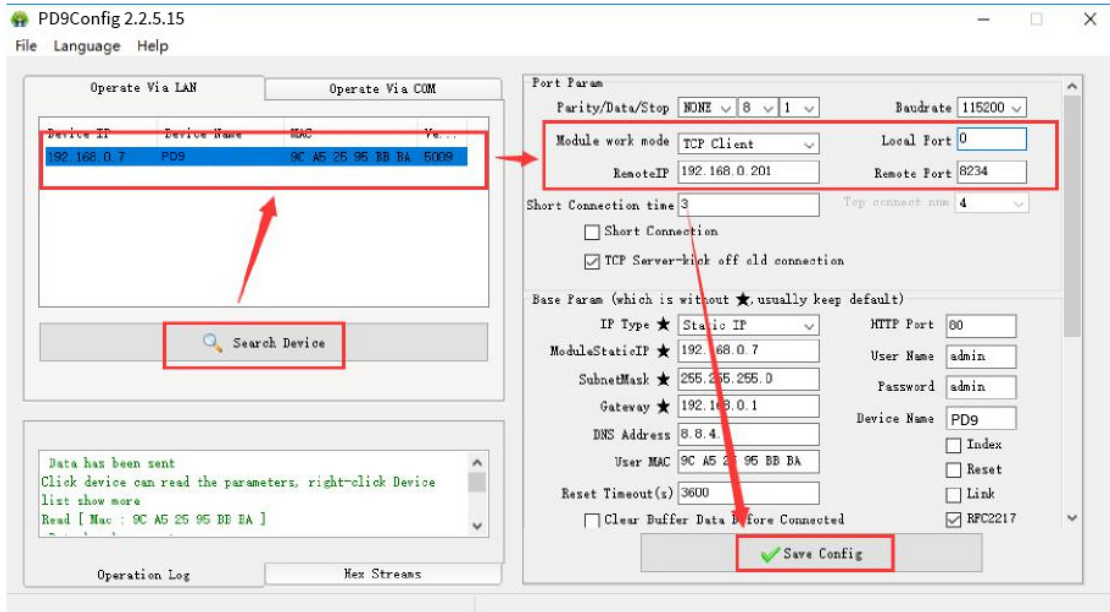 PD9Config 2.2.5.15
File Language Help
Operate Via LAN
Operate Via COM
Device IP Device Name MAC Ve...
192.168.0.7 PD9 9C A5 25 95 BB BA 5009
Search Device
Data has been sent
Click device can read the parameters, right-click Device
list show more
Read [ Mac : 9C A5 25 95 BB BA ]
Operation Log
Hex Streams
Port Param
Parity/Data/Stop NONE 8 1 Baudrate 115200
Module work mode TCP Client Local Port 0
RemoteIP 192.168.0.201 Remote Port 8234
Short Connection time 3 Tcp connect num 4
Short Connection
TCP Server-kick off old connection
Base Param (which is without ★, usually keep default)
IP Type ★ Static IP HTTP Port 80
ModuleStaticIP ★ 192.168.0.7 User Name admin
SubnetMask ★ 255.255.255.0 Password admin
Gateway ★ 192.168.0.1 Device Name PD9
DNS Address 8.8.4. Index
User MAC 9C A5 25 95 BB BA Reset
Reset Timeout(s) 3600 Link
Clear Buffer Data Before Connected RFC2217
Save Config